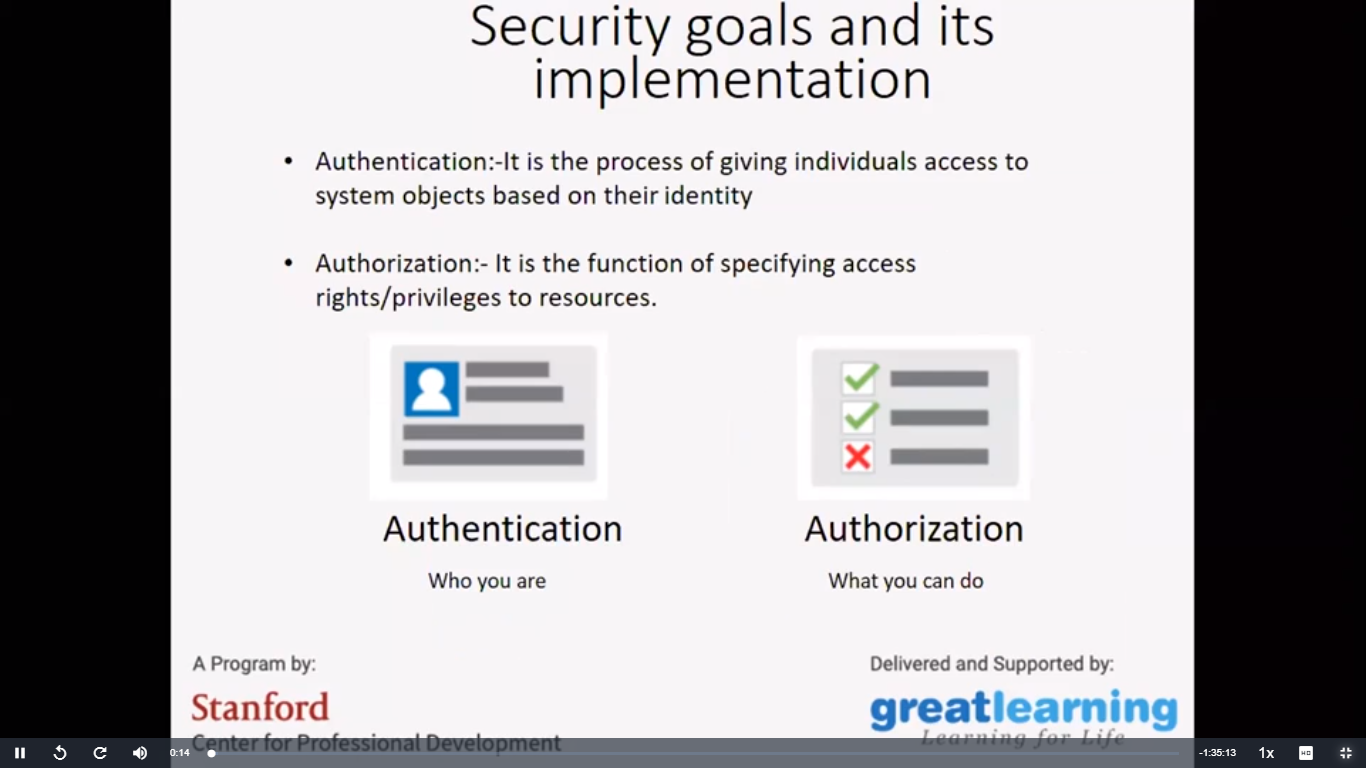 Security goals and its
implementation
• Authentication:-It is the process of giving individuals access to
system objects based on their identity
• Authorization:- It is the function of specifying access
rights/privileges to resources.
Authentication
Authorization
Who you are
What you can do
A Program by:
Delivered and Supported by:
Stanford
greatlearning
Center for Professional Development
Learning for Life
0:14
-1:35:13
1x
HD